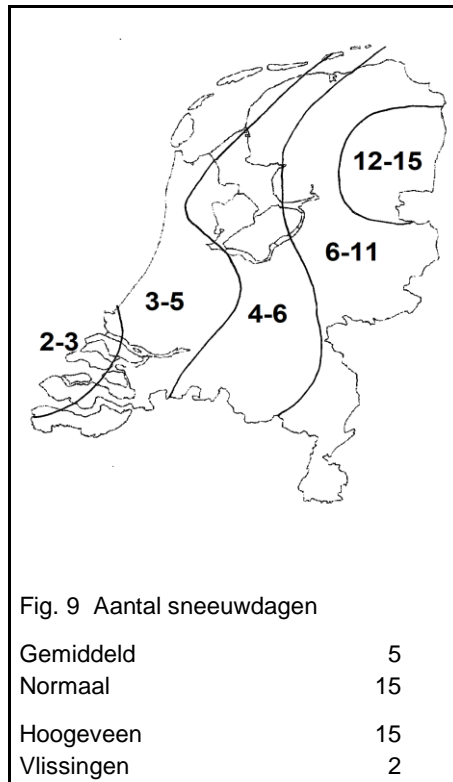 12-15
6-11
3-5
4-6
2-3
Fig. 9 Aantal sneeuwdagen
Gemiddeld 5
Normaal 15
Hoogeveen 15
Vlissingen 2